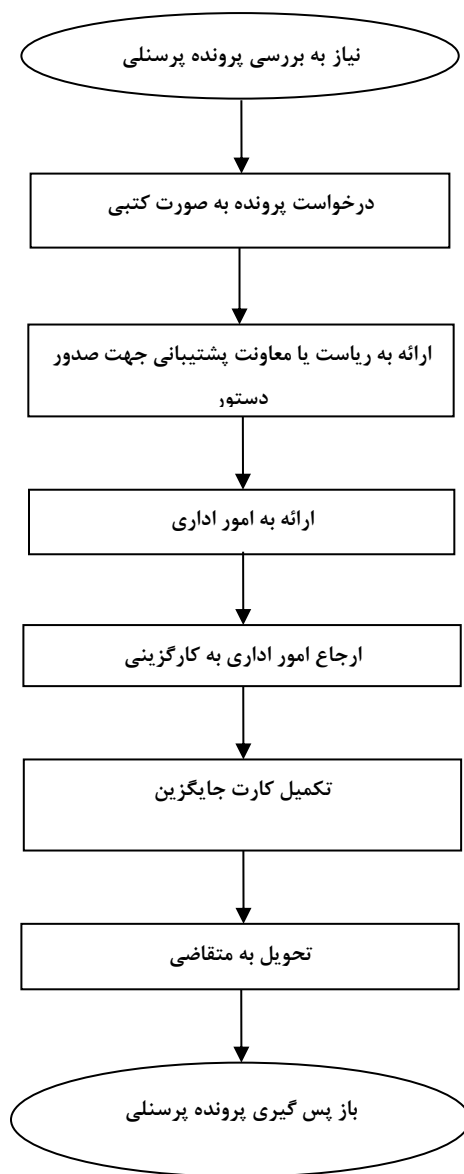 نیاز به بررسی پرونده پرسنلی
درخواست پرونده به صورت کتبی
ارائه به ریاست یا معاونت پشتیبانی جهت صدور
دستور
ارائه به امور اداری
ارجاع امور اداری به کارگزینی
تکمیل کارت جایگزین
تحویل به متقاضی
باز پس گیری پرونده پرسنلی